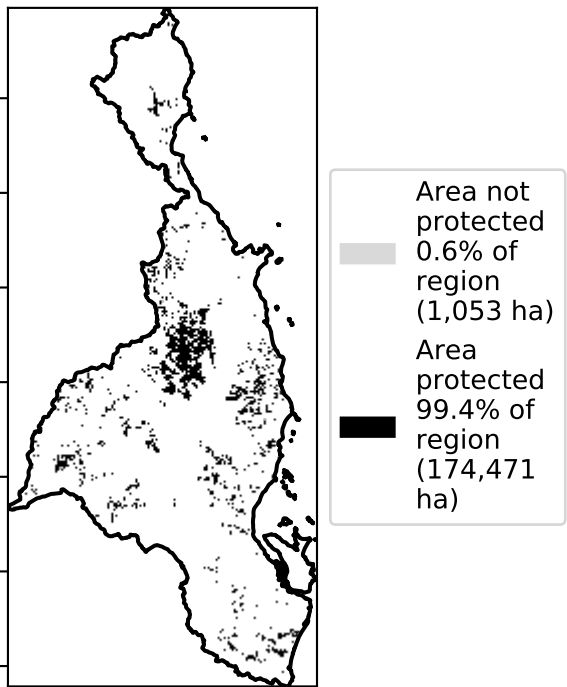 Area not
protected
0.6% of
region
(1,053 ha)
Area
protected
99.4% of
region
(174,471
ha)